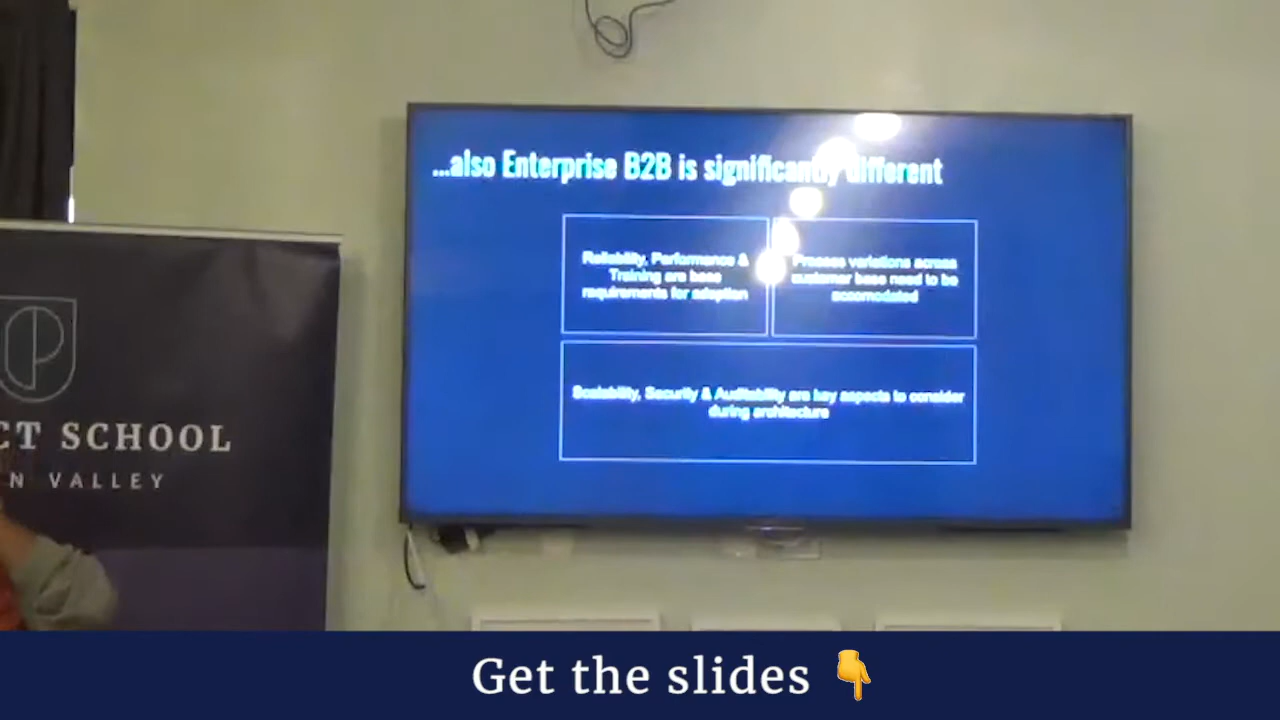 ...also Enterprise B2B is significantly different
Reliability, Performance &
Training are base
requirements for adoption
Process variations across
customer base need to be
accomodated
Scalability, Security & Auditability are key aspects to consider
during architecture
CT SCHOOL
N VALLEY
Get the slides 👇